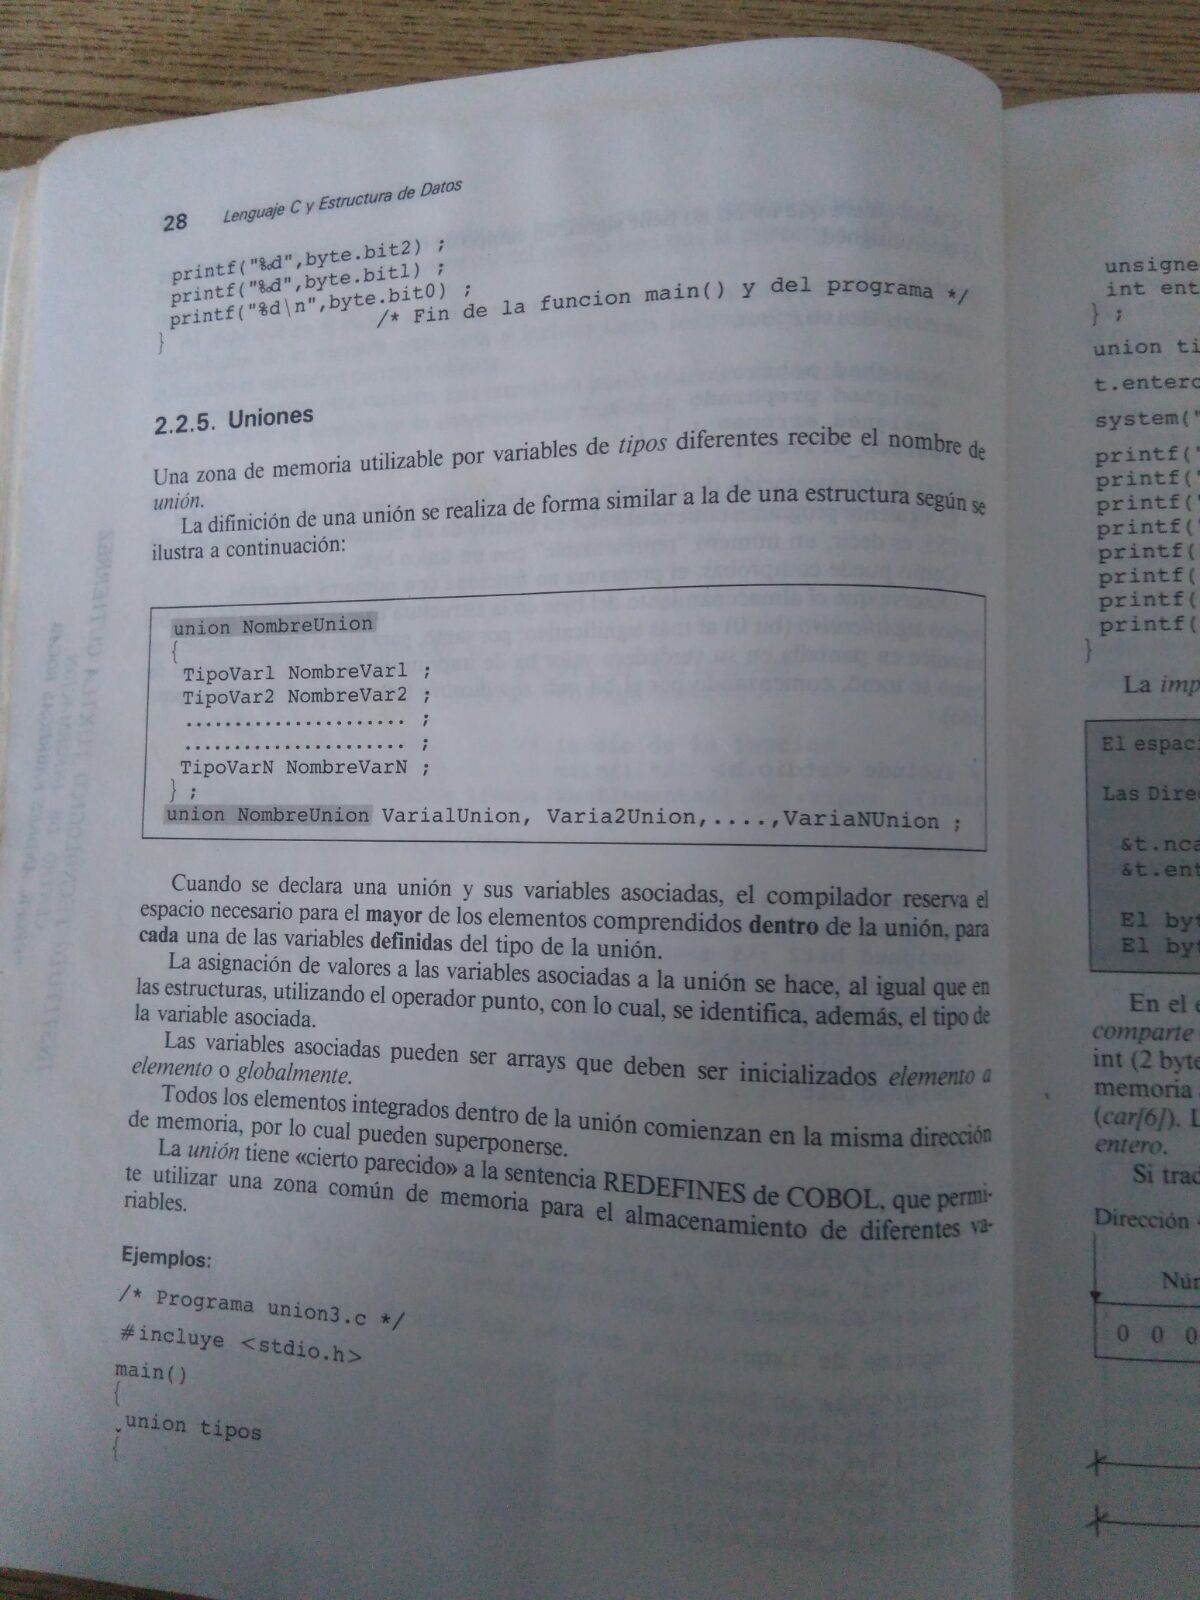 28 Lenguaje C y Estructura de Datos
printf("%d",byte.bit2) ;
printf("%d",byte.bit1) ;
printf("%d\n",byte.bit0) ;
} /* Fin de la funcion main() y del programa */
2.2.5. Uniones
Una zona de memoria utilizable por variables de tipos diferentes recibe el nombre de
unión.
La difinición de una unión se realiza de forma similar a la de una estructura según se
ilustra a continuación:
union NombreUnion
{
TipoVar1 NombreVar1 ;
TipoVar2 NombreVar2 ;
...................... ;
...................... ;
TipoVarN NombreVarN ;
} ;
union NombreUnion Varia1Union, Varia2Union,....,VariaNUnion ;
Cuando se declara una unión y sus variables asociadas, el compilador reserva el
espacio necesario para el mayor de los elementos comprendidos dentro de la unión, para
cada una de las variables definidas del tipo de la unión.
La asignación de valores a las variables asociadas a la unión se hace, al igual que en
las estructuras, utilizando el operador punto, con lo cual, se identifica, además, el tipo de
la variable asociada.
Las variables asociadas pueden ser arrays que deben ser inicializados elemento a
elemento o globalmente.
Todos los elementos integrados dentro de la unión comienzan en la misma dirección
de memoria, por lo cual pueden superponerse.
La unión tiene «cierto parecido» a la sentencia REDEFINES de COBOL, que permi-
te utilizar una zona común de memoria para el almacenamiento de diferentes va-
riables.
Ejemplos:
/* Programa union3.c */
#incluye <stdio.h>
main()
{
union tipos
{
unsigne
int ent
} ;
union ti
t.entero
system("
printf("
printf("
printf("
printf("
printf(
printf(
printf(
printf(
}
La imp
El espaci
Las Dire
&t.nca
&t.ent
El byt
El byt
En el e
comparte
int (2 byte
memoria
(car[6]). L
entero.
Si trac
Dirección
Núr
0 0 0